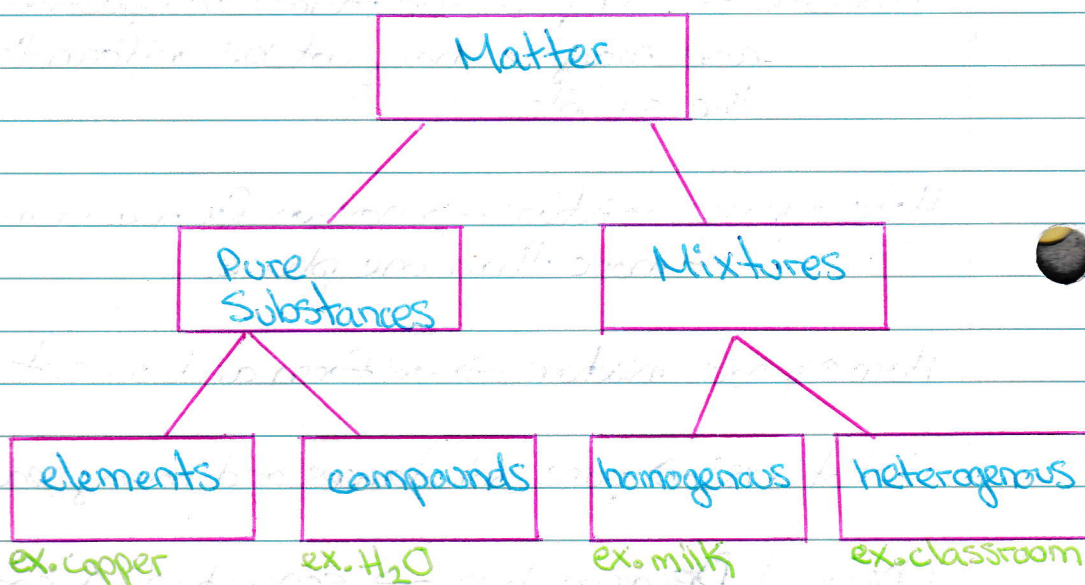 Matter
Pure
Substances
Mixtures
elements
compounds
homogenous
heterogenous
ex. copper
ex. H₂O
ex. milk
ex. classroom